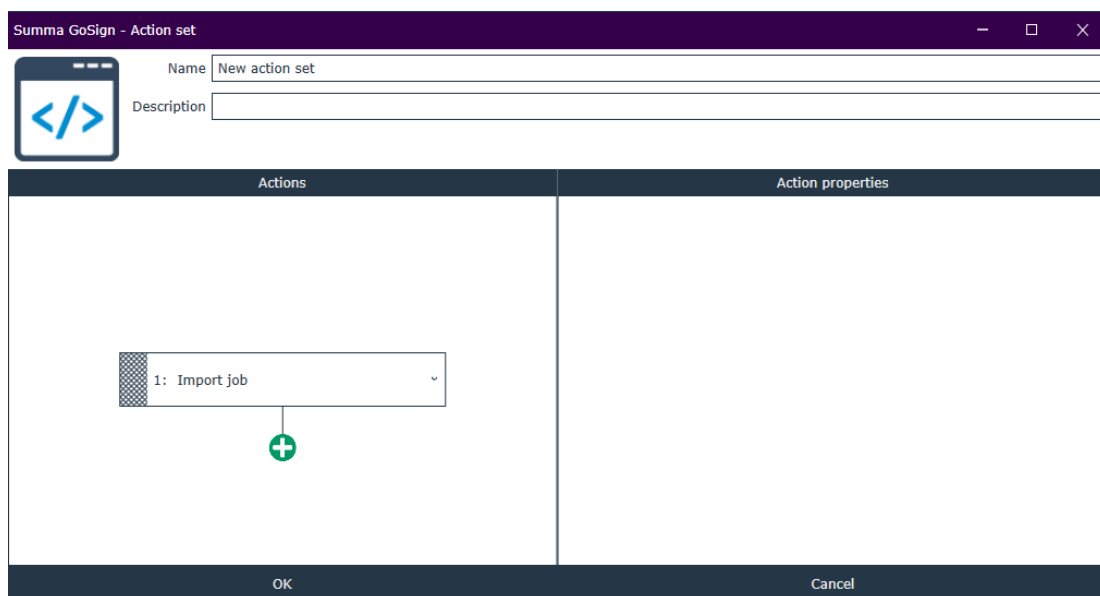 Summa GoSign - Action set
Name New action set
Description
</>
Actions Action properties
1: Import job
OK Cancel